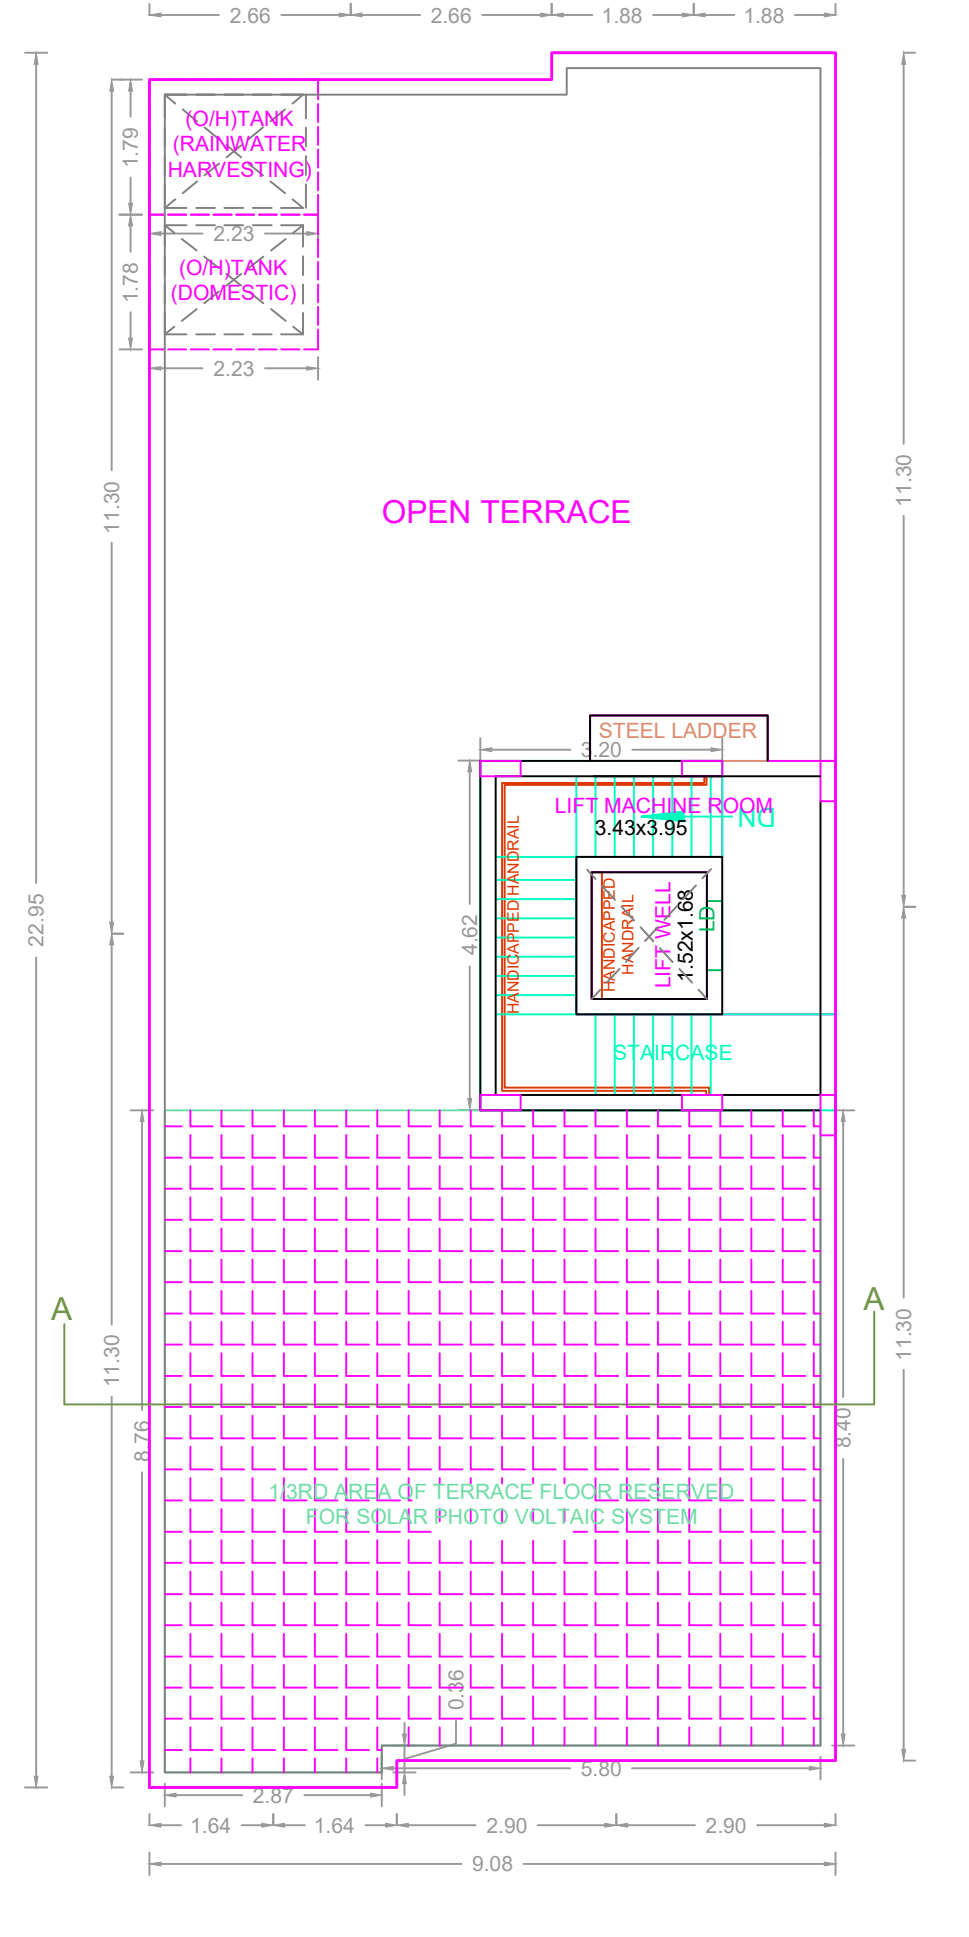 2.66
2.66
1.88
1.88
(O/H)TANK
(RAINWATER
HARVESTING)
1.79
2.23
(O/H)TANK
(DOMESTIC)
1.78
2.23
11.30
11.30
OPEN TERRACE
STEEL LADDER
3.20
LIFT MACHINE ROOM
3.43x3.95
DN
HANDICAPPED HANDRAIL
HANDICAPPED
HANDRAIL
LIFT WELL
1.52x1.68
LD
22.95
4.62
STAIRCASE
A
A
11.30
11.30
8.76
8.40
1/3RD AREA OF TERRACE FLOOR RESERVED
FOR SOLAR PHOTO VOLTAIC SYSTEM
0.36
5.80
2.87
1.64
1.64
2.90
2.90
9.08